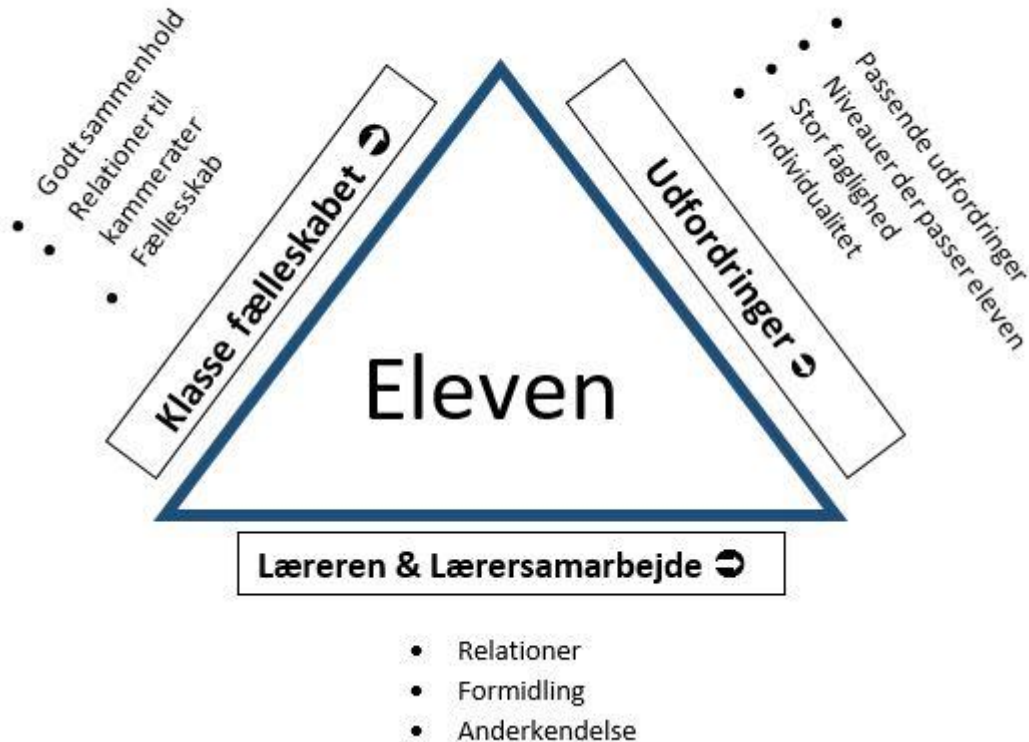 Godt sammenhold
Relationer til
kammerater
Fællesskab
Klasse fælleskabet ➲
Passende udfordringer
Niveauer der passer eleven
Stor faglighed
Individualitet
Udfordringer ➲
Eleven
Læreren & Lærersamarbejde ➲
Relationer
Formidling
Anderkendelse